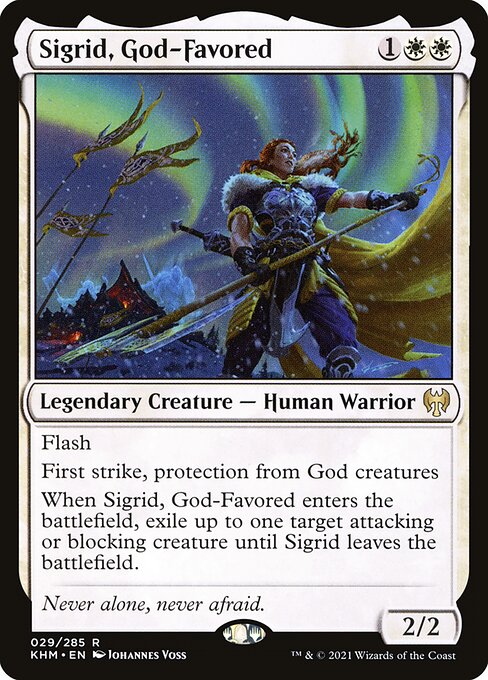 Sigrid, God-Favored 1
Legendary Creature — Human Warrior
Flash
First strike, protection from God creatures
When Sigrid, God-Favored enters the
battlefield, exile up to one target attacking
or blocking creature until Sigrid leaves the
battlefield.
Never alone, never afraid.
2/2
029/285 R
KHM • EN Johannes Voss
™ & © 2021 Wizards of the Coast